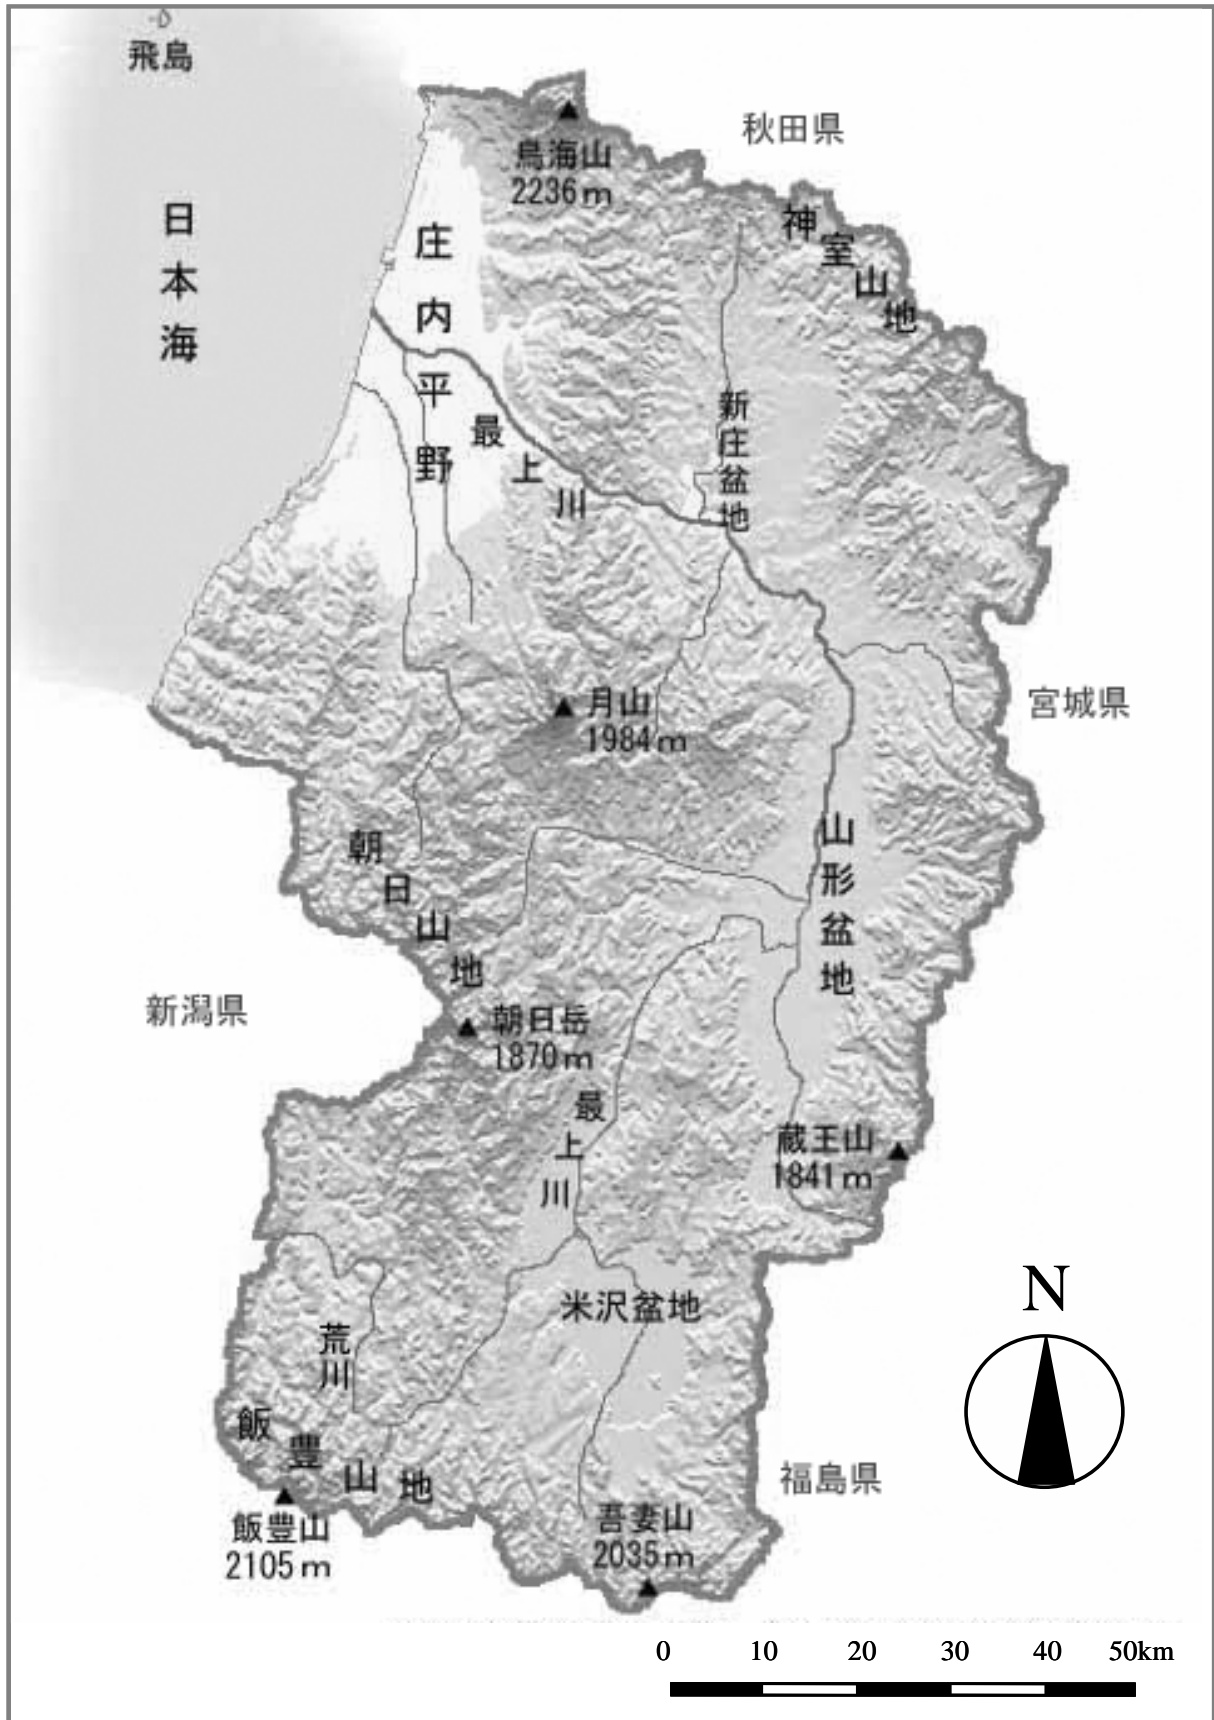 飛島
秋田県
鳥海山
2236m
日本海
庄内平野
神室山地
最上川
新庄盆地
月山
1984m
宮城県
山形盆地
朝日山地
新潟県
朝日岳
1870m
最上川
蔵王山
1841m
米沢盆地
荒川
飯豊山地
飯豊山
2105m
吾妻山
2035m
福島県
N
0 10 20 30 40 50km